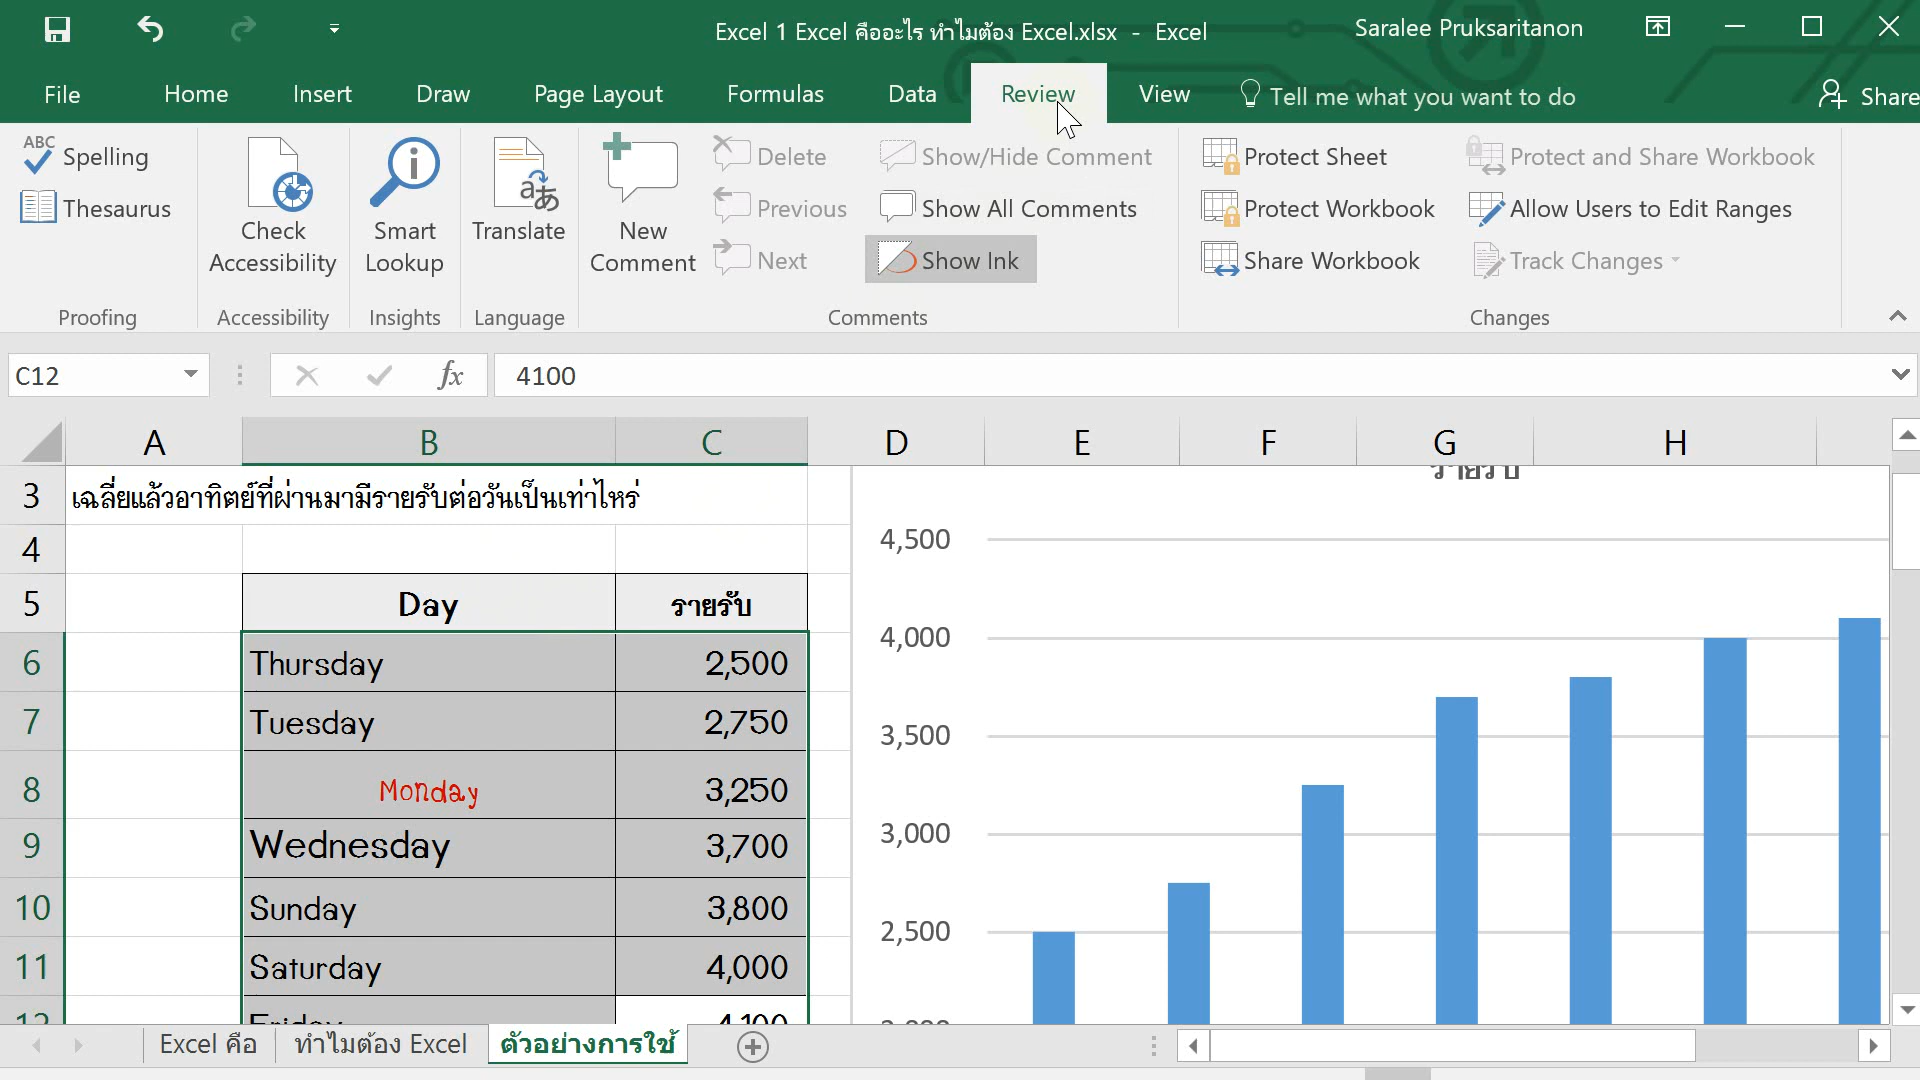 Excel 1 Excel คืออะไร ทำไมต้อง Excel.xlsx - Excel
Saralee Pruksaritanon
File Home Insert Draw Page Layout Formulas Data Review View Tell me what you want to do Share
ABC Spelling
Thesaurus
Proofing
Check Accessibility
Accessibility
Smart Lookup
Insights
Translate
Language
New Comment
Delete
Previous
Next
Show/Hide Comment
Show All Comments
Show Ink
Comments
Protect Sheet
Protect Workbook
Share Workbook
Protect and Share Workbook
Allow Users to Edit Ranges
Track Changes
Changes
C12 fx 4100
A B C D E F G H
3 เฉลี่ยแล้วอาทิตย์ที่ผ่านมามีรายรับต่อวันเป็นเท่าไหร่
4
5 Day รายรับ
6 Thursday 2,500
7 Tuesday 2,750
8 Monday 3,250
9 Wednesday 3,700
10 Sunday 3,800
11 Saturday 4,000
12 Friday 4,100
รายรับ
4,500
4,000
3,500
3,000
2,500
Excel คือ ทำไมต้อง Excel ตัวอย่างการใช้